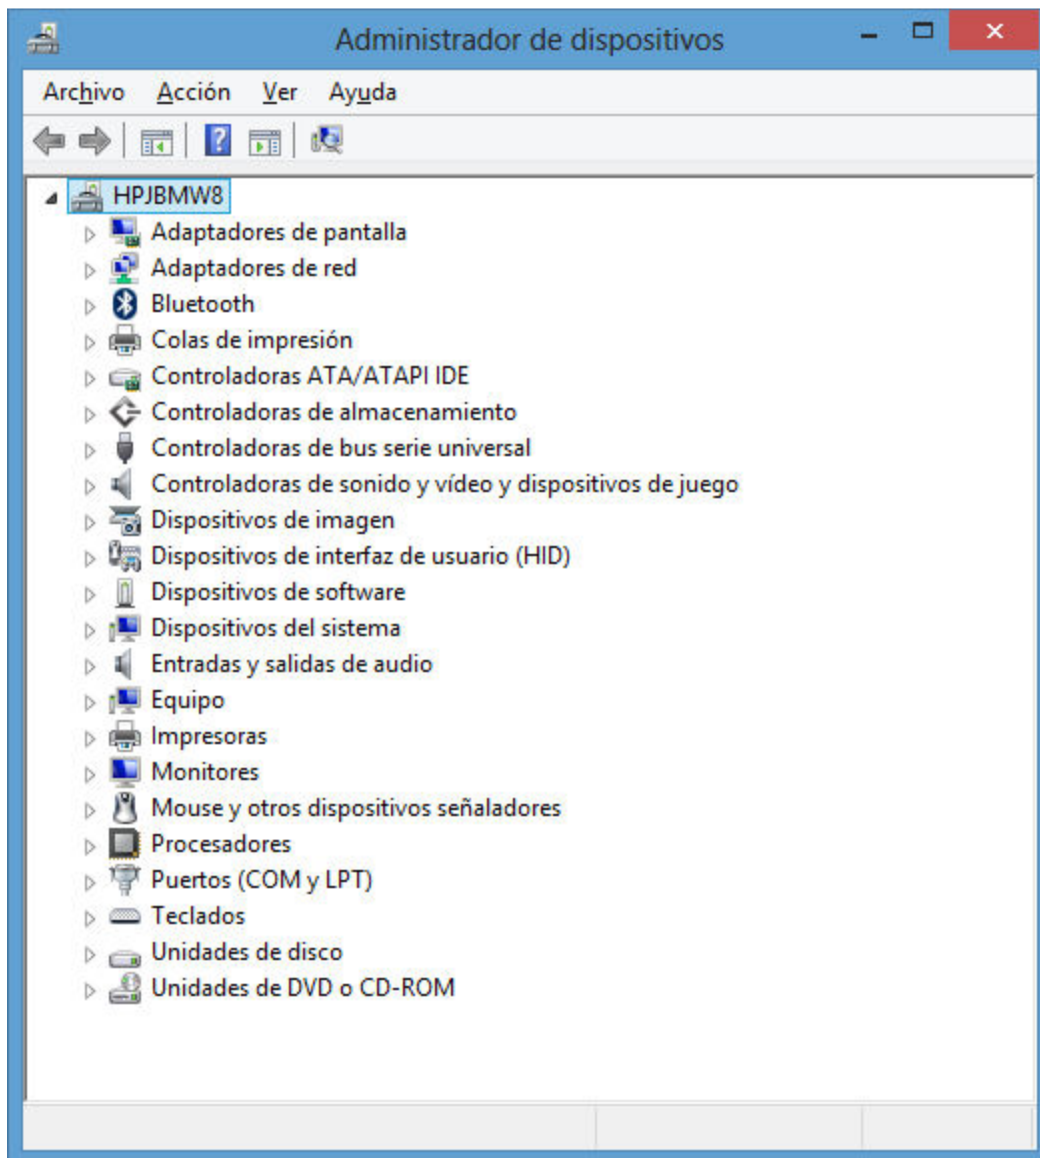 Administrador de dispositivos
Archivo Acción Ver Ayuda
HPJBMW8
Adaptadores de pantalla
Adaptadores de red
Bluetooth
Colas de impresión
Controladoras ATA/ATAPI IDE
Controladoras de almacenamiento
Controladoras de bus serie universal
Controladoras de sonido y vídeo y dispositivos de juego
Dispositivos de imagen
Dispositivos de interfaz de usuario (HID)
Dispositivos de software
Dispositivos del sistema
Entradas y salidas de audio
Equipo
Impresoras
Monitores
Mouse y otros dispositivos señaladores
Procesadores
Puertos (COM y LPT)
Teclados
Unidades de disco
Unidades de DVD o CD-ROM